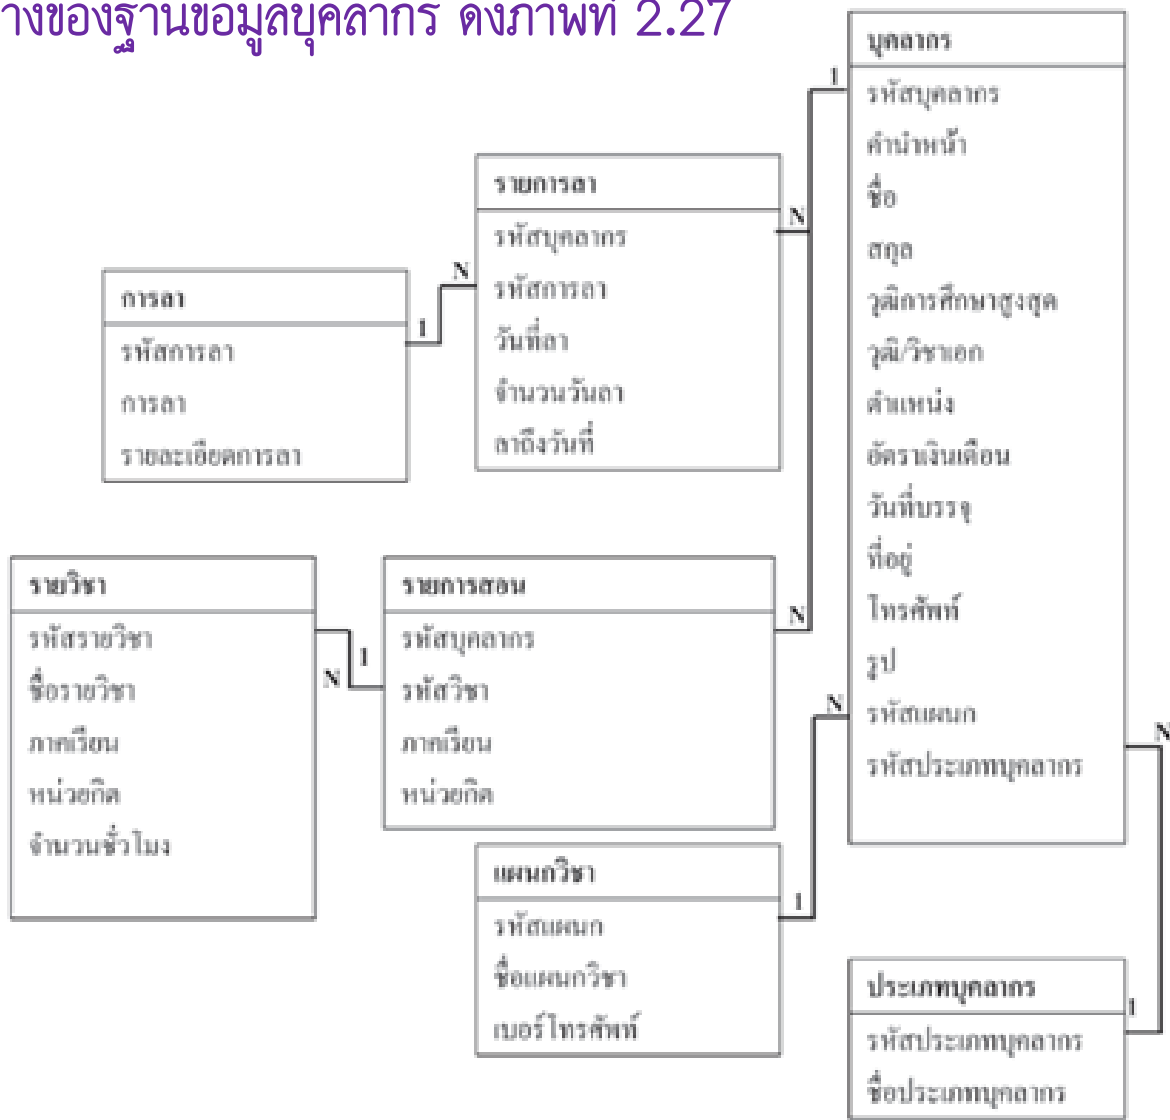 างของฐานข้อมูลบุคลากร ดังภาพที่ 2.27
บุคลากร
รหัสบุคลากร
คำนำหน้า
ชื่อ
สกุล
วุฒิการศึกษาสูงสุด
วุฒิ/วิชาเอก
ตำแหน่ง
อัตราเงินเดือน
วันที่บรรจุ
ที่อยู่
โทรศัพท์
รูป
รหัสแผนก
รหัสประเภทบุคลากร
1
N
รายการลา
รหัสบุคลากร
รหัสการลา
วันที่ลา
จำนวนวันลา
ลาถึงวันที่
N
1
การลา
รหัสการลา
การลา
รายละเอียดการลา
รายวิชา
รหัสรายวิชา
ชื่อรายวิชา
ภาคเรียน
หน่วยกิต
จำนวนชั่วโมง
1
N
รายการสอน
รหัสบุคลากร
รหัสวิชา
ภาคเรียน
หน่วยกิต
N
N
1
แผนกวิชา
รหัสแผนก
ชื่อแผนกวิชา
เบอร์โทรศัพท์
N
1
ประเภทบุคลากร
รหัสประเภทบุคลากร
ชื่อประเภทบุคลากร